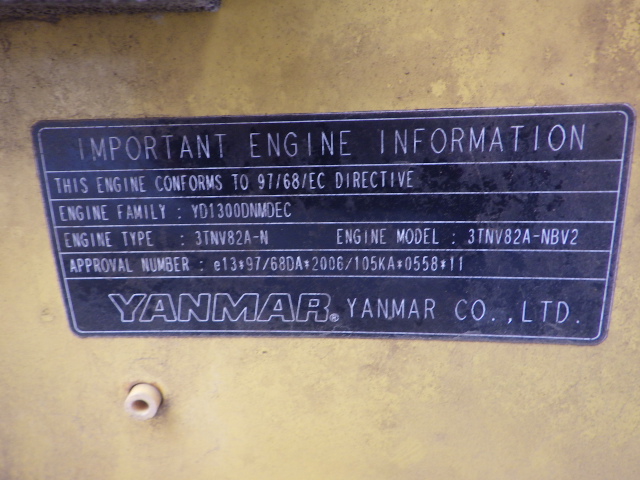 IMPORTANT ENGINE INFORMATION
THIS ENGINE CONFORMS TO 97/68/EC DIRECTIVE
ENGINE FAMILY : YD1300DNMDEC
ENGINE TYPE : 3TNV82A-N ENGINE MODEL : 3TNV82A-NBV2
APPROVAL NUMBER : e13*97/68DA*2006/105KA*0558*11
YANMAR® YANMAR CO.,LTD.